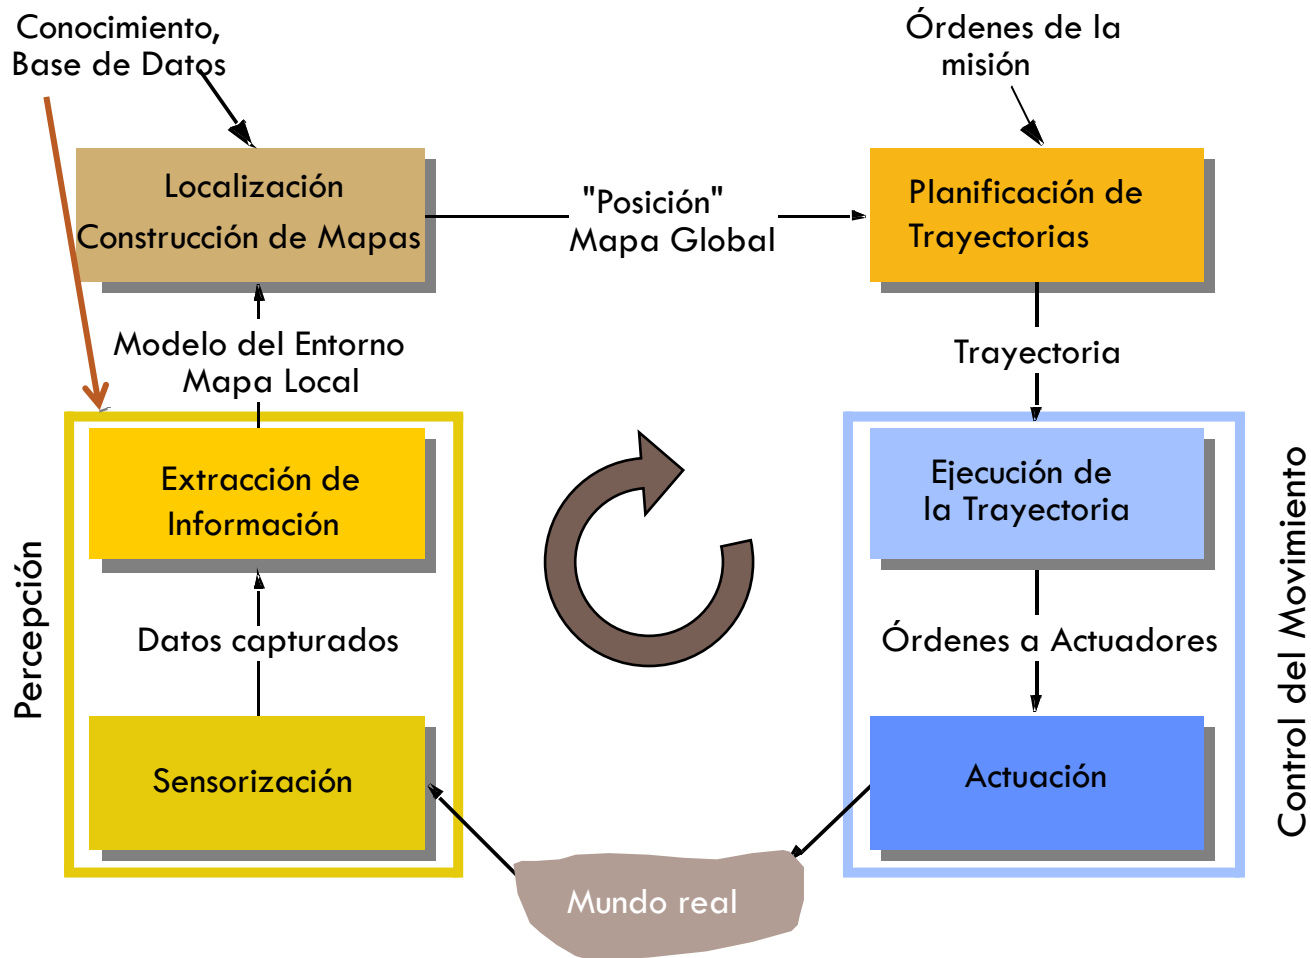 Conocimiento,
Base de Datos
Órdenes de la
misión
Localización
Construcción de Mapas
"Posición"
Mapa Global
Planificación de
Trayectorias
Modelo del Entorno
Mapa Local
Trayectoria
Extracción de
Información
Ejecución de
la Trayectoria
Percepción
Control del Movimiento
Datos capturados
Órdenes a Actuadores
Sensorización
Actuación
Mundo real